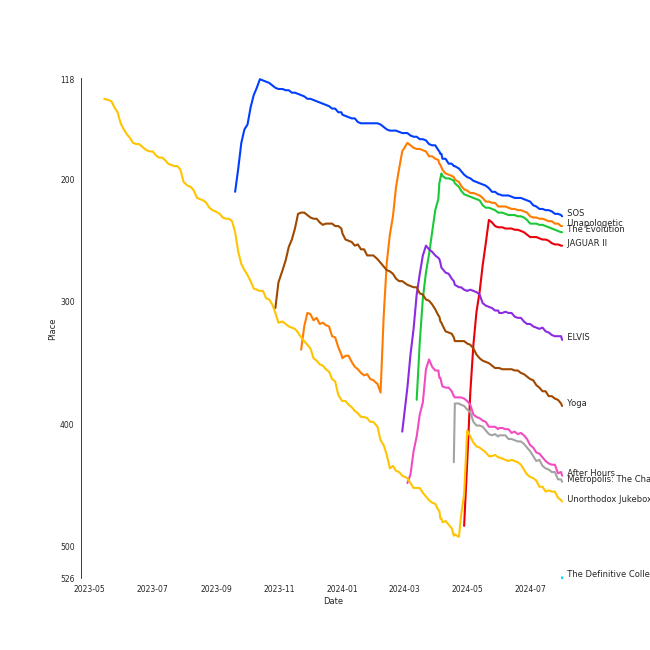 118
200
300
400
500
526
Place
2023-05
2023-07
2023-09
2023-11
2024-01
2024-03
2024-05
2024-07
Date
SOS
Unapologetic
The Evolution
JAGUAR II
ELVIS
Yoga
After Hours
Metropolis: The Cha
Unorthodox Jukebox
The Definitive Colle